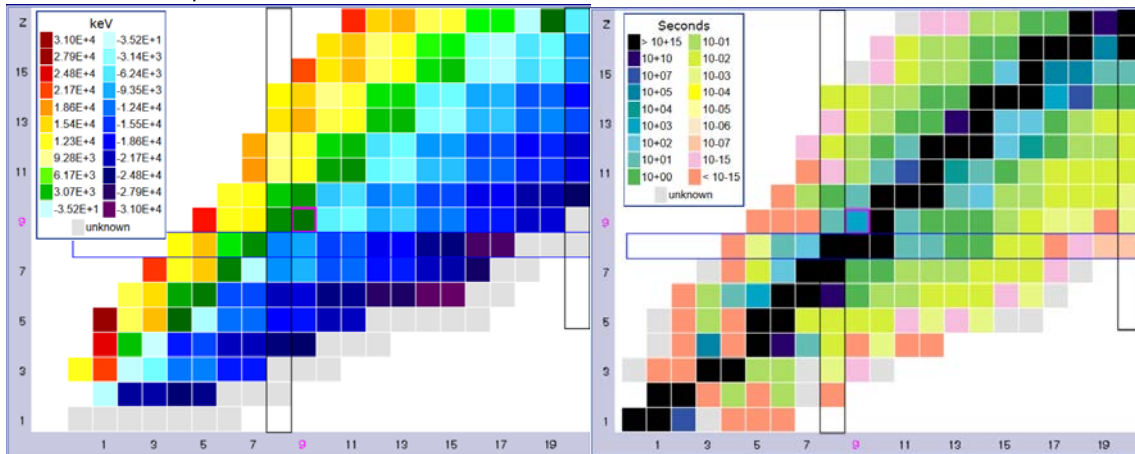 keV
3.10E+4 -3.52E+1
2.79E+4 -3.14E+3
2.48E+4 -6.24E+3
2.17E+4 -9.35E+3
1.86E+4 -1.24E+4
1.54E+4 -1.55E+4
1.23E+4 -1.86E+4
9.28E+3 -2.17E+4
6.17E+3 -2.48E+4
3.07E+3 -2.79E+4
-3.52E+1 -3.10E+4
unknown
Z
15
13
11
9
7
5
3
1
1 3 5 7 9 11 13 15 17 19
Seconds
> 10+15 10-01
10+10 10-02
10+07 10-03
10+05 10-04
10+04 10-05
10+03 10-06
10+02 10-07
10+01 10-15
10+00 < 10-15
unknown
Z
15
13
11
9
7
5
3
1
1 3 5 7 9 11 13 15 17 19